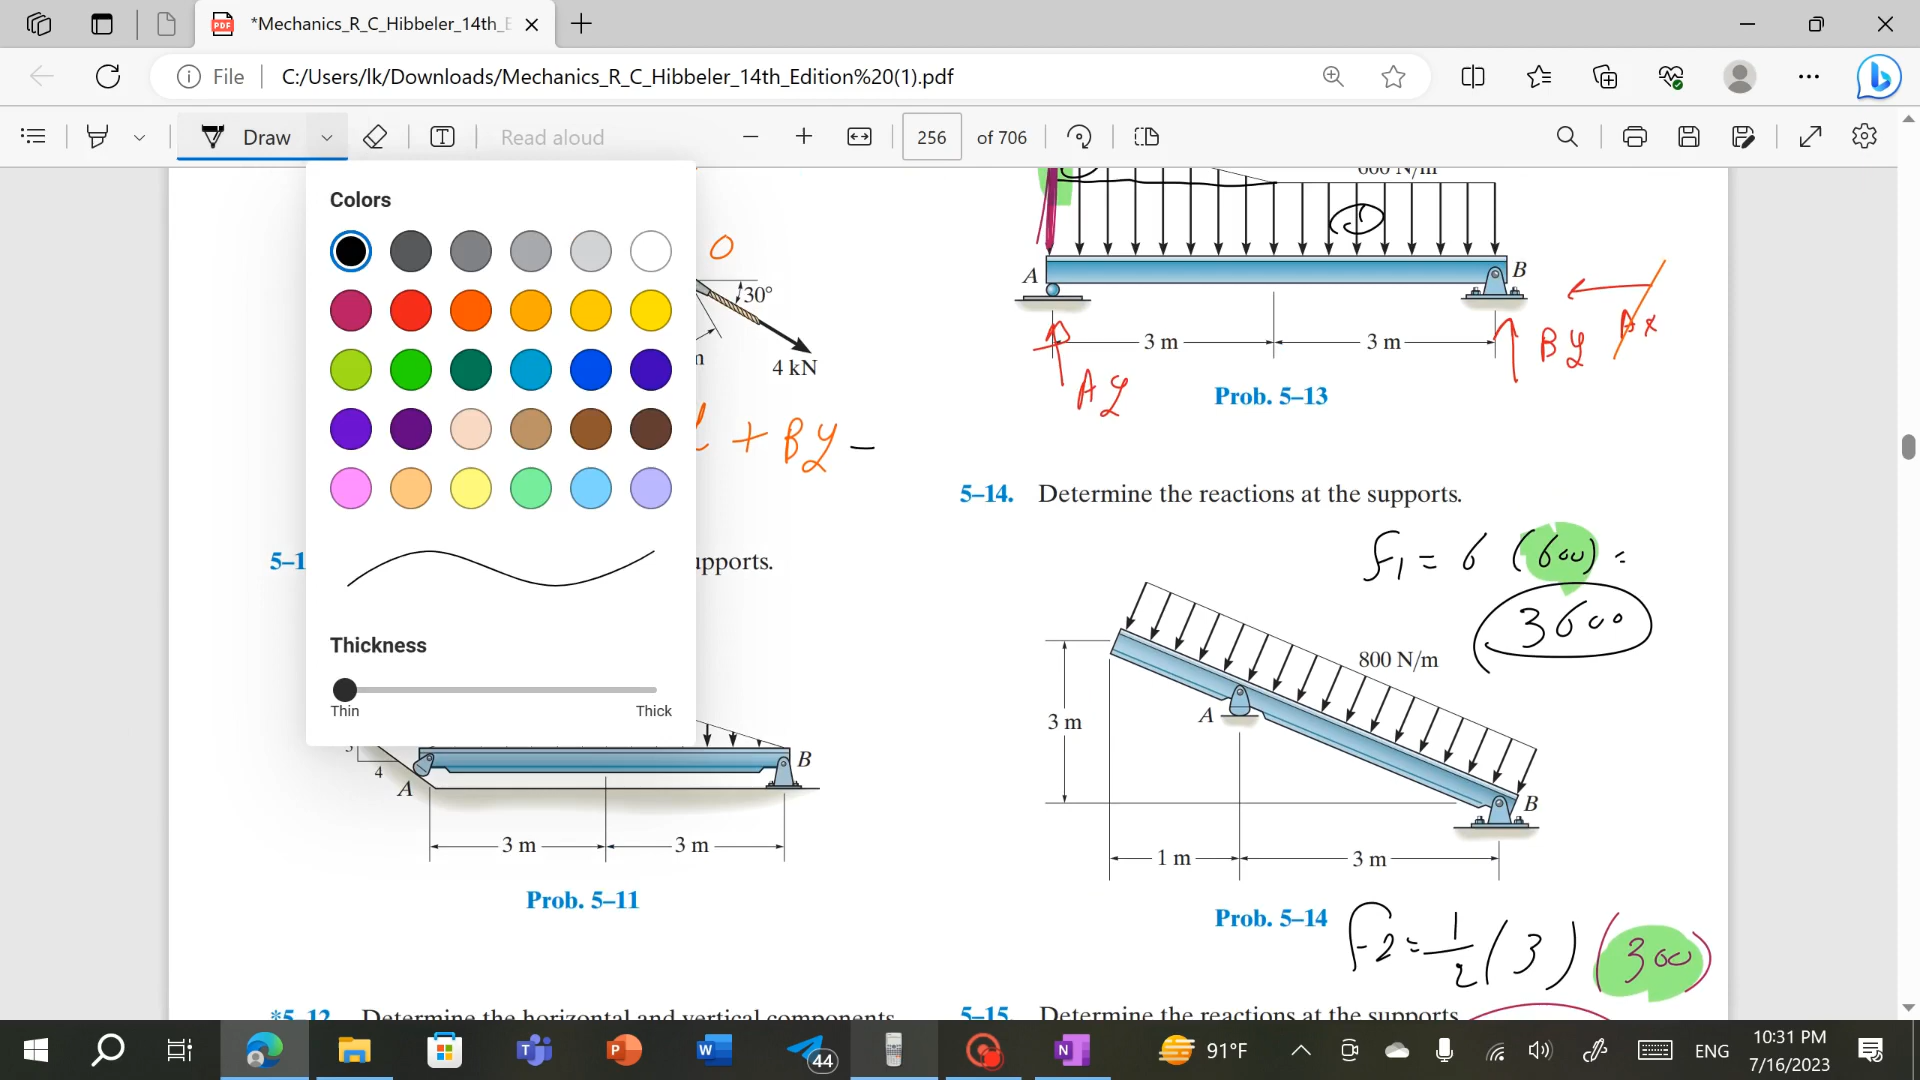 *Mechanics_R_C_Hibbeler_14th_E
File
C:/Users/lk/Downloads/Mechanics_R_C_Hibbeler_14th_Edition%20(1).pdf
Draw
Read aloud
256
of 706
Colors
Thickness
Thin
Thick
0
30°
4 kN
+ By –
5–1
upports.
4
A
B
3 m
3 m
Prob. 5–11
*5–12 Determine the horizontal and vertical components
600 N/m
A
B
3 m
3 m
Ay
By
Ax
Prob. 5–13
5–14. Determine the reactions at the supports.
F1 = 6 (600) =
3600
800 N/m
3 m
A
B
1 m
3 m
Prob. 5–14
F2 = 1/2 (3) (300)
5–15. Determine the reactions at the supports.
44
91°F
ENG
10:31 PM
7/16/2023